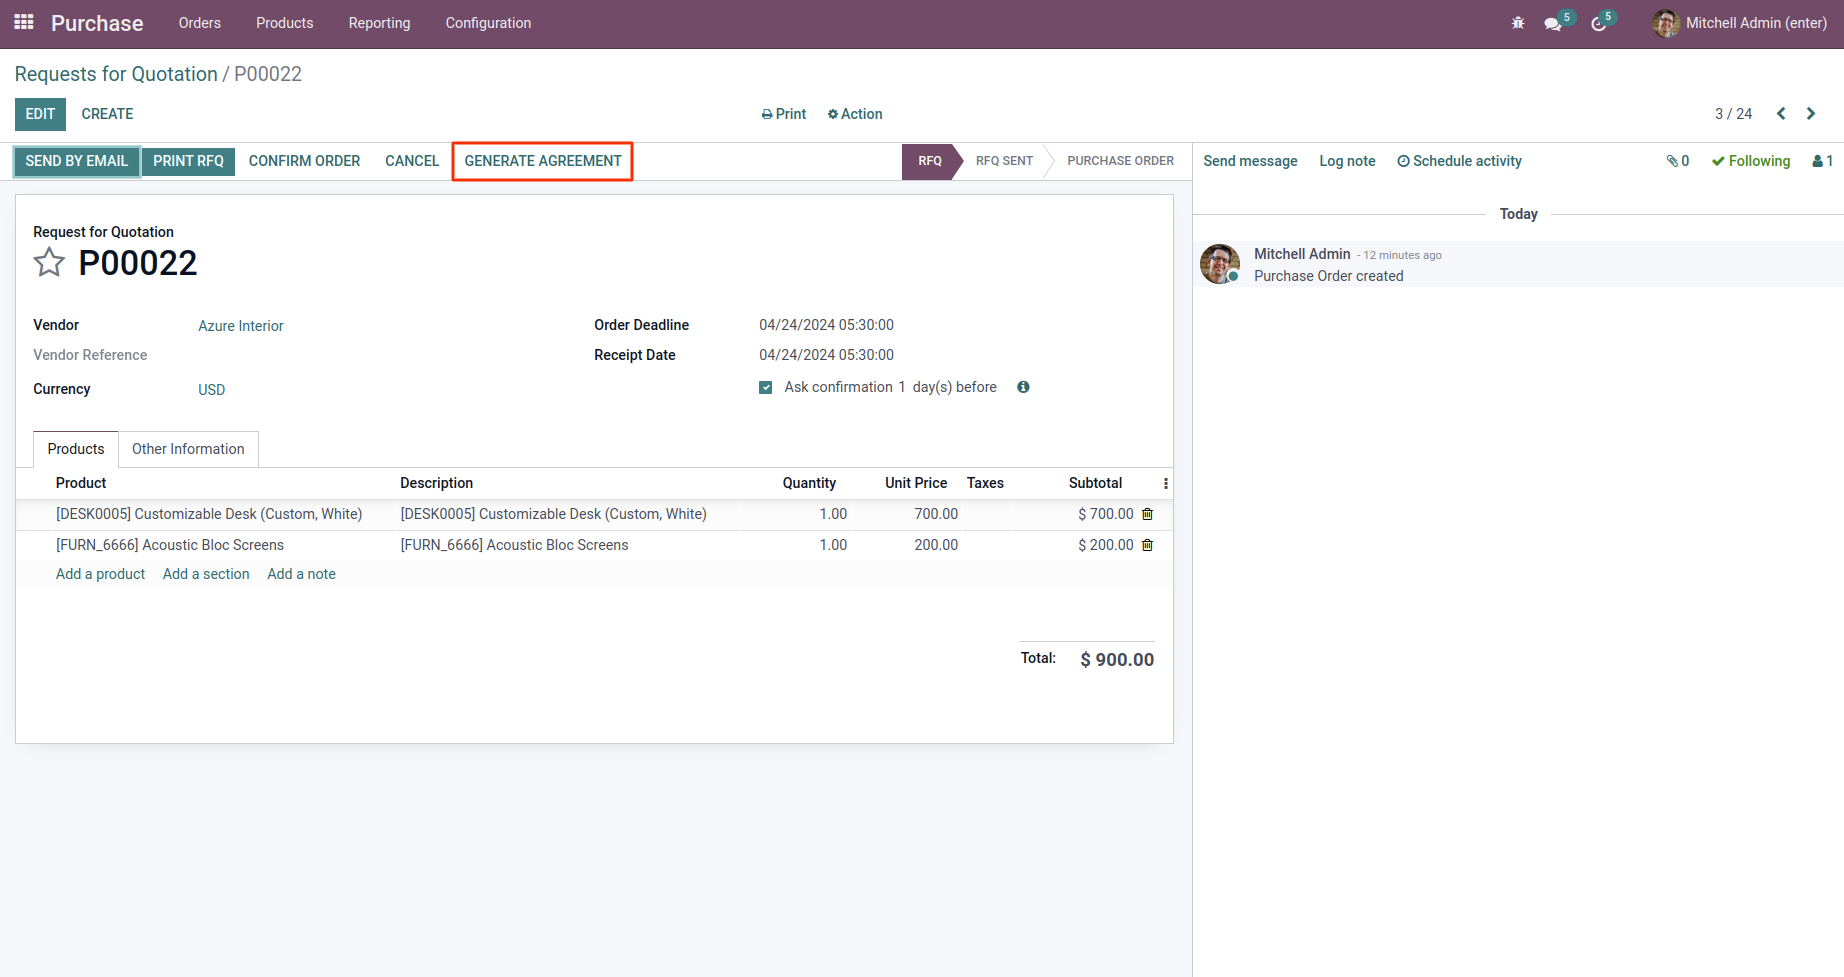 Purchase Orders Products Reporting Configuration 5 5 Mitchell Admin (enter)
Requests for Quotation / P00022
EDIT CREATE Print Action 3 / 24
SEND BY EMAIL PRINT RFQ CONFIRM ORDER CANCEL GENERATE AGREEMENT RFQ RFQ SENT PURCHASE ORDER Send message Log note Schedule activity 0 Following 1
Today
Mitchell Admin - 12 minutes ago
Purchase Order created
Request for Quotation
P00022
Vendor Azure Interior Order Deadline 04/24/2024 05:30:00
Vendor Reference Receipt Date 04/24/2024 05:30:00
Currency USD Ask confirmation 1 day(s) before
Products Other Information
Product Description Quantity Unit Price Taxes Subtotal
[DESK0005] Customizable Desk (Custom, White) [DESK0005] Customizable Desk (Custom, White) 1.00 700.00 $ 700.00
[FURN_6666] Acoustic Bloc Screens [FURN_6666] Acoustic Bloc Screens 1.00 200.00 $ 200.00
Add a product Add a section Add a note
Total: $ 900.00